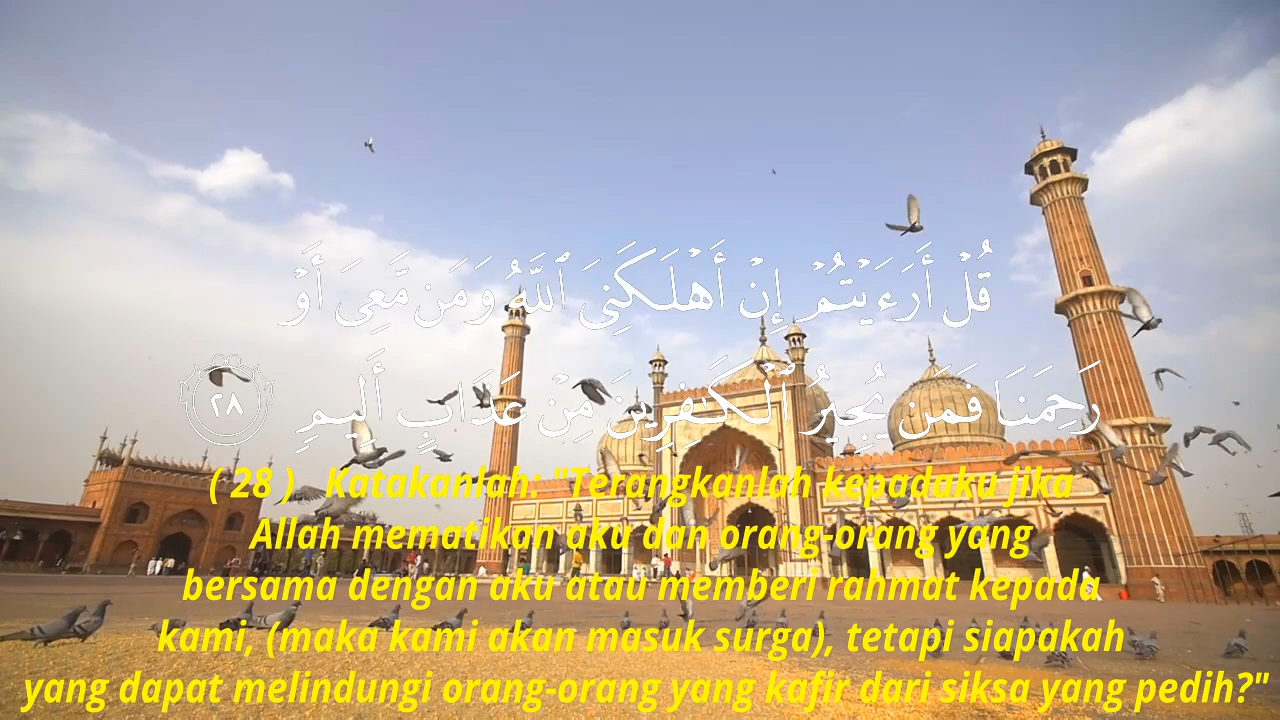 قُلْ أَرَءَيْتُمْ إِنْ أَهْلَكَنِىَ ٱللَّهُ وَمَن مَّعِىَ أَوْ
رَحِمَنَا فَمَن يُجِيرُ ٱلْكَـٰفِرِينَ مِنْ عَذَابٍ أَلِيمٍ ٢٨
( 28 ) Katakanlah: "Terangkanlah kepadaku jika
Allah mematikan aku dan orang-orang yang
bersama dengan aku atau memberi rahmat kepada
kami, (maka kami akan masuk surga), tetapi siapakah
yang dapat melindungi orang-orang yang kafir dari siksa yang pedih?"